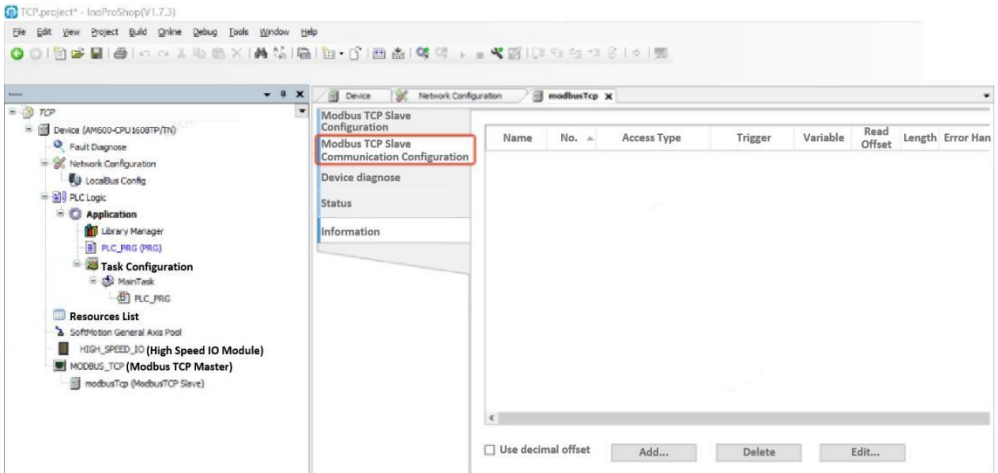 TCP.project* - InoProShop(V1.7.3)
File Edit View Project Build Online Debug Tools Window Help
Device
Network Configuration
modbusTcp
TCP
Device (AM600-CPU1608TP/TN)
Fault Diagnose
Network Configuration
LocalBus Config
PLC Logic
Application
Library Manager
PLC_PRG (PRG)
Task Configuration
MainTask
PLC_PRG
Resources List
SoftMotion General Axis Pool
HIGH_SPEED_IO (High Speed IO Module)
MODBUS_TCP (Modbus TCP Master)
modbusTcp (ModbusTCP Slave)
Modbus TCP Slave
Configuration
Modbus TCP Slave
Communication Configuration
Device diagnose
Status
Information
Name No. Access Type Trigger Variable Read Offset Length Error Han
Use decimal offset Add... Delete Edit...